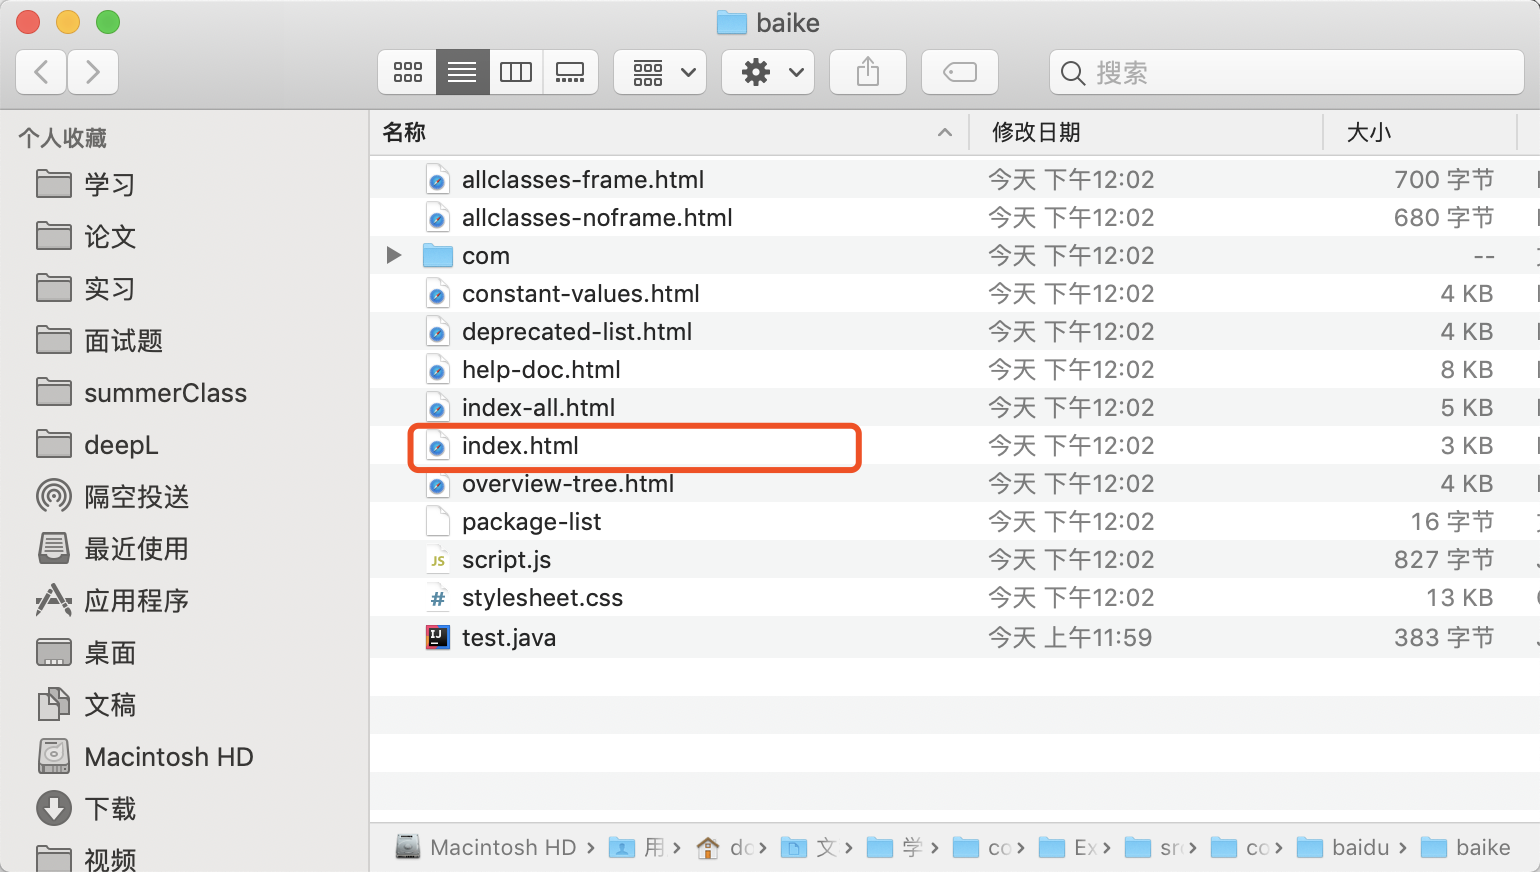 baike
搜索
个人收藏
学习
论文
实习
面试题
summerClass
deepL
隔空投送
最近使用
应用程序
桌面
文稿
Macintosh HD
下载
视频
名称 修改日期 大小
allclasses-frame.html 今天 下午12:02 700 字节
allclasses-noframe.html 今天 下午12:02 680 字节
com 今天 下午12:02 --
constant-values.html 今天 下午12:02 4 KB
deprecated-list.html 今天 下午12:02 4 KB
help-doc.html 今天 下午12:02 8 KB
index-all.html 今天 下午12:02 5 KB
index.html 今天 下午12:02 3 KB
overview-tree.html 今天 下午12:02 4 KB
package-list 今天 下午12:02 16 字节
JS script.js 今天 下午12:02 827 字节
# stylesheet.css 今天 下午12:02 13 KB
IJ test.java 今天 上午11:59 383 字节
Macintosh HD › 用 › do › 文 › 学 › co › Ex › src › co › baidu › baike